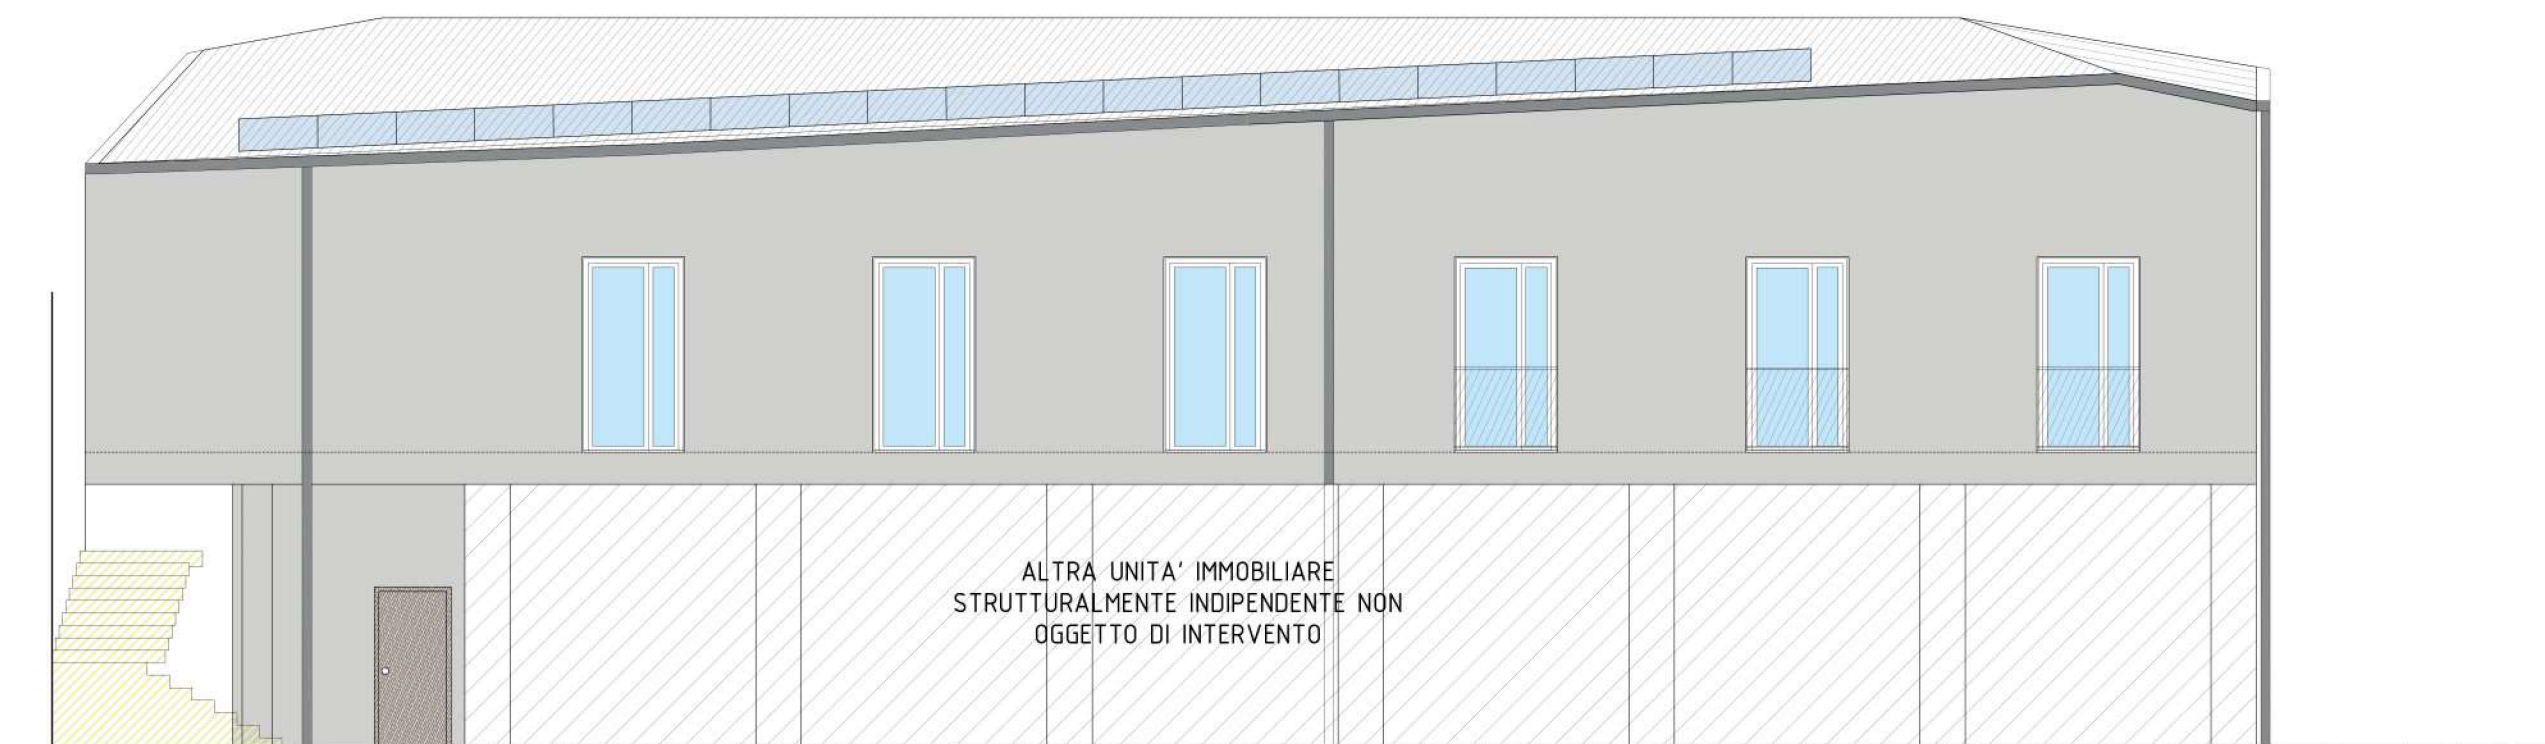 ALTRA UNITA' IMMOBILIARE
STRUTTURALMENTE INDIPENDENTE NON
OGGETTO DI INTERVENTO